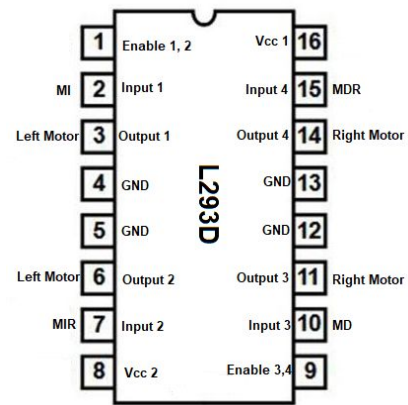 1 Enable 1, 2 Vcc 1 16
MI 2 Input 1 Input 4 15 MDR
Left Motor 3 Output 1 Output 4 14 Right Motor
4 GND GND 13
L293D
5 GND GND 12
Left Motor 6 Output 2 Output 3 11 Right Motor
MIR 7 Input 2 Input 3 10 MD
8 Vcc 2 Enable 3,4 9